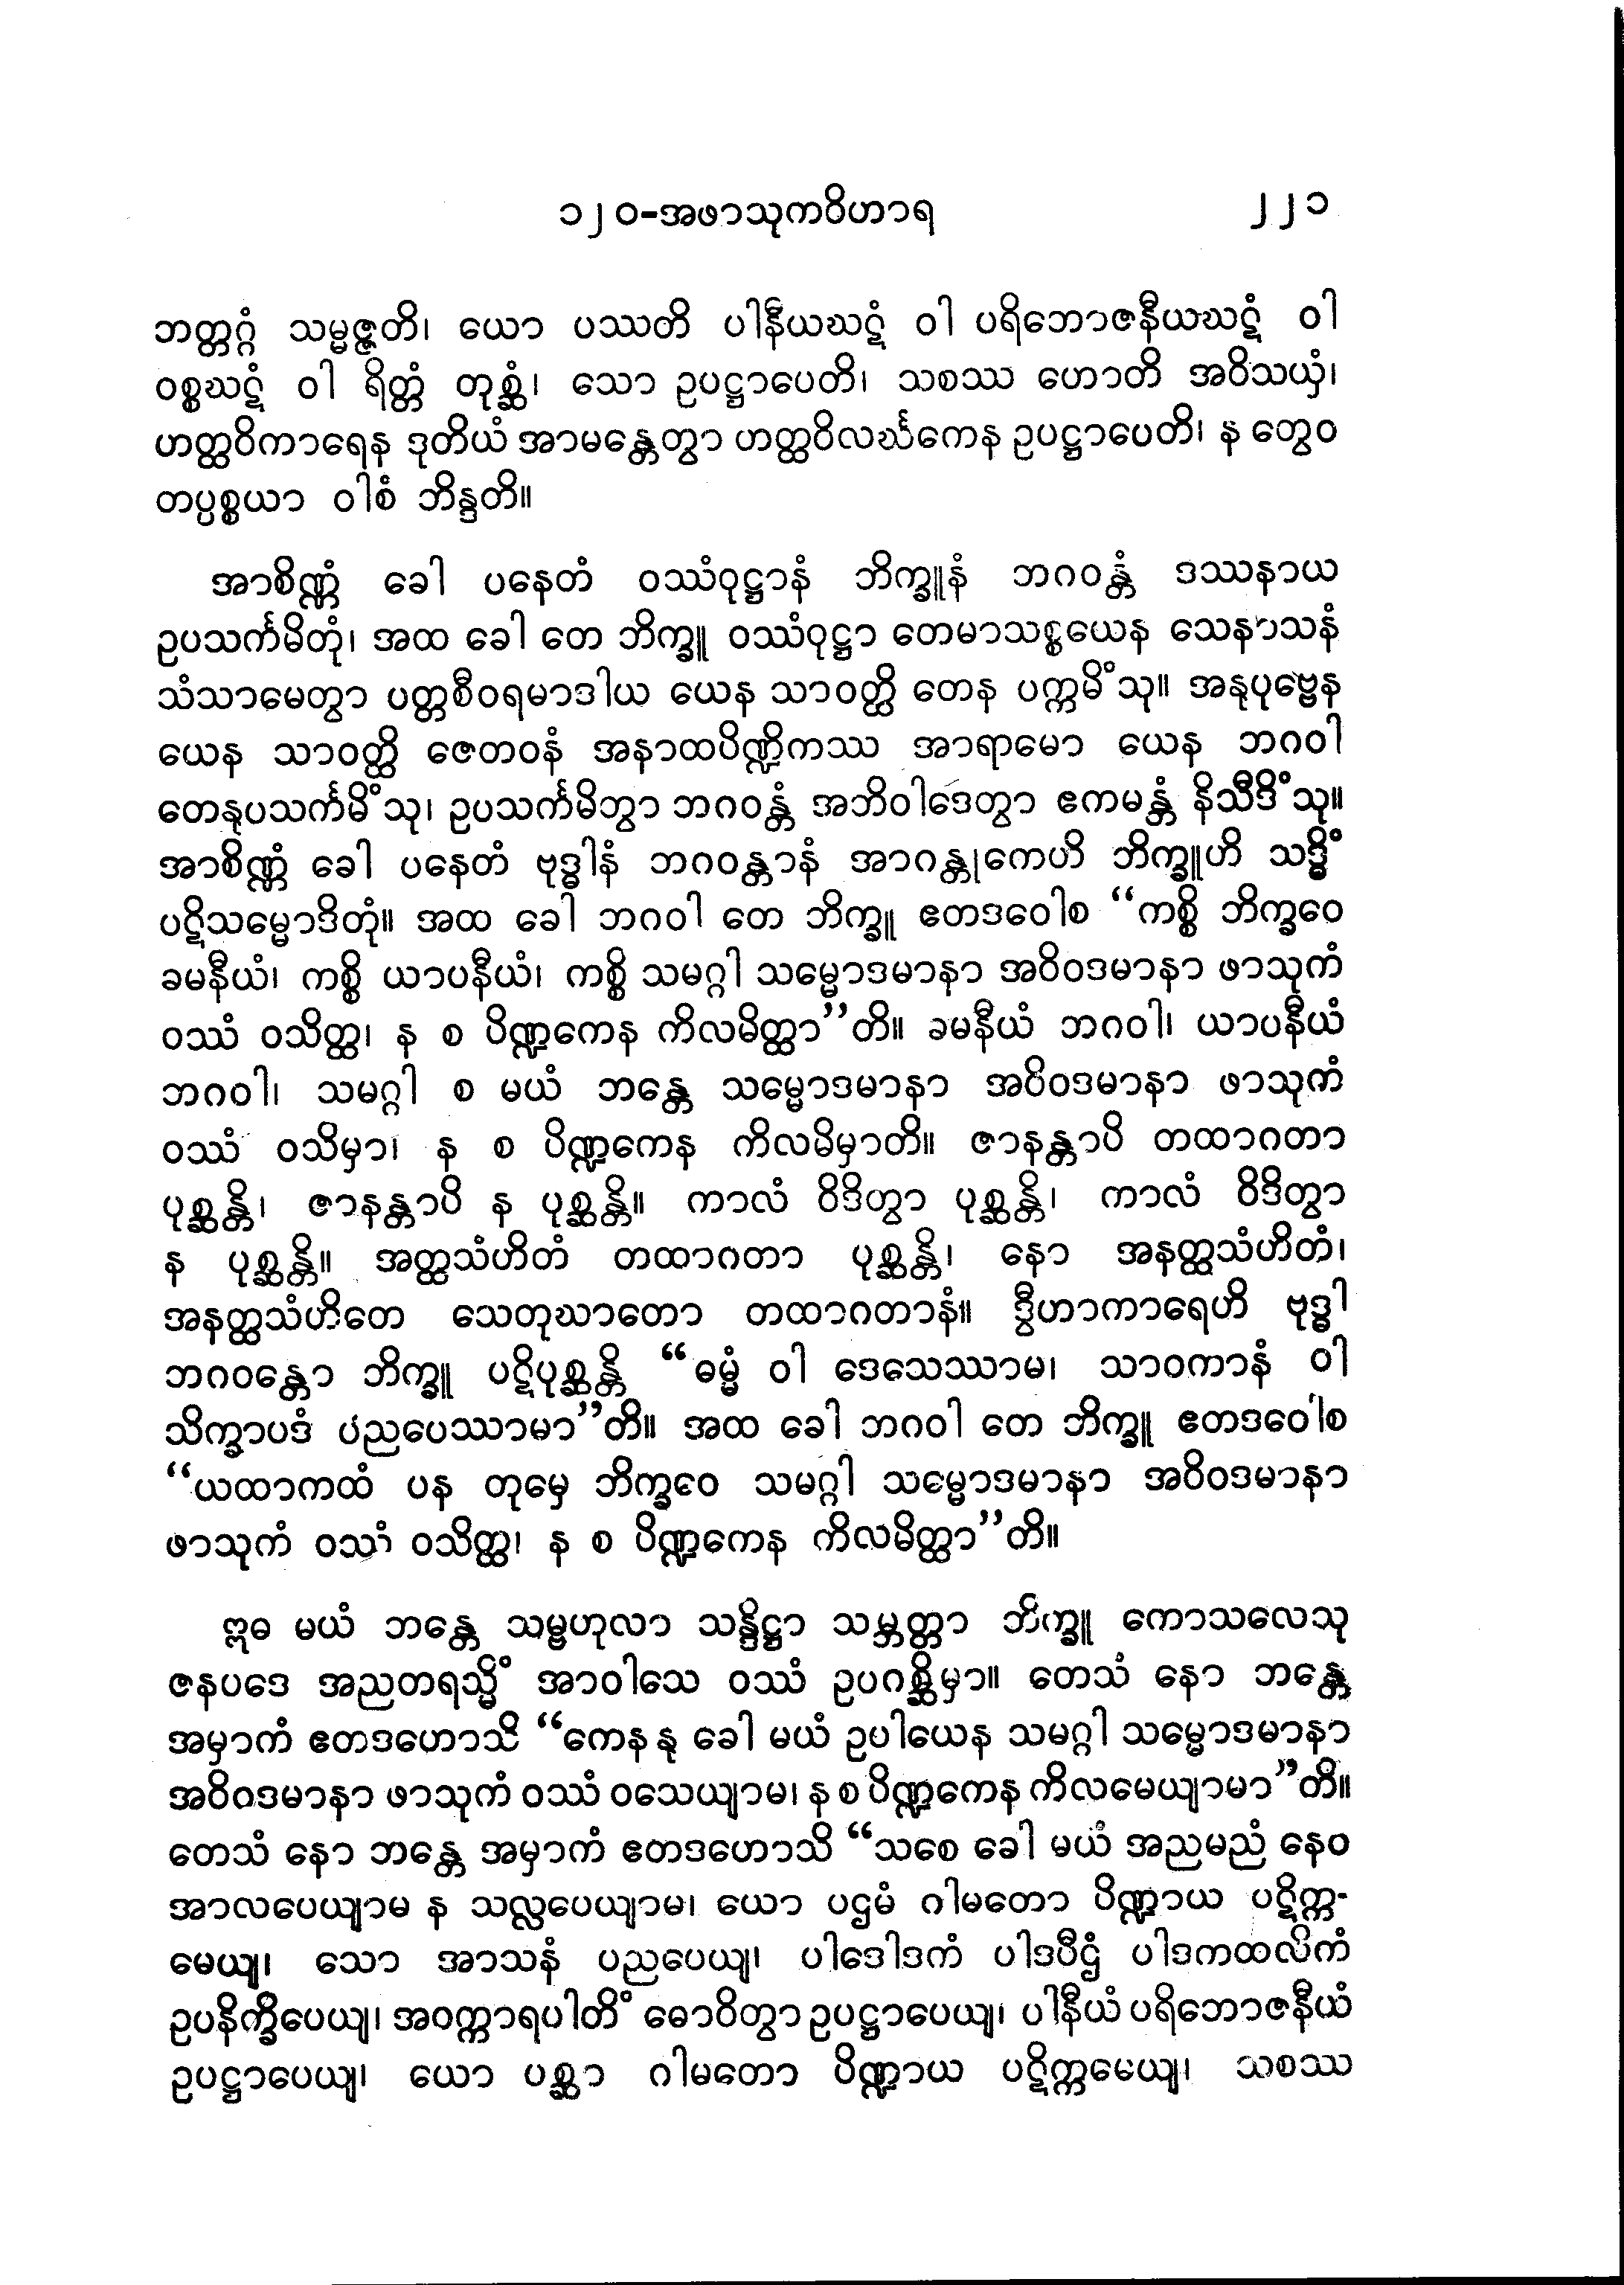 ၁၂၀-အဖာသုကဝိဟာရ ၂၂၁
ဘတ္တဂ္ဂံ သမ္မဇ္ဇတိ၊ ယော ပဿတိ ပါနီယဃဋံ ဝါ ပရိဘောဇနီယဃဋံ ဝါ
ဝစ္စဃဋံ ဝါ ရိတ္တံ တုစ္ဆံ၊ သော ဥပဋ္ဌာပေတိ၊ သစဿ ဟောတိ အဝိသယှံ၊
ဟတ္ထဝိကာရေန ဒုတိယံ အာမန္တေတွာ ဟတ္ထဝိလင်္ဃကေန ဥပဋ္ဌာပေတိ၊ န တွေဝ
တပ္ပစ္စယာ ဝါစံ ဘိန္ဒတိ။
အာစိဏ္ဏံ ခေါ ပနေတံ ဝဿံဝုဋ္ဌာနံ ဘိက္ခူနံ ဘဂဝန္တံ ဒဿနာယ
ဥပသင်္ကမိတုံ၊ အထ ခေါ တေ ဘိက္ခူ ဝဿံဝုဋ္ဌာ တေမာသစ္စယေန သေနာသနံ
သံသာမေတွာ ပတ္တစီဝရမာဒါယ ယေန သာဝတ္ထိ တေန ပက္ကမိံသု။ အနုပုဗ္ဗေန
ယေန သာဝတ္ထိ ဇေတဝနံ အနာထပိဏ္ဍိကဿ အာရာမော ယေန ဘဂဝါ
တေနုပသင်္ကမိံသု၊ ဥပသင်္ကမိတွာ ဘဂဝန္တံ အဘိဝါဒေတွာ ဧကမန္တံ နိသီဒိံသု။
အာစိဏ္ဏံ ခေါ ပနေတံ ဗုဒ္ဓါနံ ဘဂဝန္တာနံ အာဂန္တုကေဟိ ဘိက္ခူဟိ သဒ္ဓိံ
ပဋိသမ္မောဒိတုံ။ အထ ခေါ ဘဂဝါ တေ ဘိက္ခူ ဧတဒဝေါစ “ကစ္စိ ဘိက္ခဝေ
ခမနီယံ၊ ကစ္စိ ယာပနီယံ၊ ကစ္စိ သမဂ္ဂါ သမ္မောဒမာနာ အဝိဝဒမာနာ ဖာသုကံ
ဝဿံ ဝသိတ္ထ၊ န စ ပိဏ္ဍကေန ကိလမိတ္ထာ”တိ။ ခမနီယံ ဘဂဝါ၊ ယာပနီယံ
ဘဂဝါ၊ သမဂ္ဂါ စ မယံ ဘန္တေ သမ္မောဒမာနာ အဝိဝဒမာနာ ဖာသုကံ
ဝဿံ ဝသိမှာ၊ န စ ပိဏ္ဍကေန ကိလမိမှာတိ။ ဇာနန္တာပိ တထာဂတာ
ပုစ္ဆန္တိ၊ ဇာနန္တာပိ န ပုစ္ဆန္တိ။ ကာလံ ဝိဒိတွာ ပုစ္ဆန္တိ၊ ကာလံ ဝိဒိတွာ
န ပုစ္ဆန္တိ။ အတ္ထသံဟိတံ တထာဂတာ ပုစ္ဆန္တိ၊ နော အနတ္ထသံဟိတံ၊
အနတ္ထသံဟိတေ သေတုဃာတော တထာဂတာနံ။ ဒွီဟာကာရေဟိ ဗုဒ္ဓါ
ဘဂဝန္တော ဘိက္ခူ ပဋိပုစ္ဆန္တိ “ဓမ္မံ ဝါ ဒေသေဿာမ၊ သာဝကာနံ ဝါ
သိက္ခာပဒံ ပညပေဿာမာ”တိ။ အထ ခေါ ဘဂဝါ တေ ဘိက္ခူ ဧတဒဝေါစ
“ယထာကထံ ပန တုမှေ ဘိက္ခဝေ သမဂ္ဂါ သမ္မောဒမာနာ အဝိဝဒမာနာ
ဖာသုကံ ဝဿံ ဝသိတ္ထ၊ န စ ပိဏ္ဍကေန ကိလမိတ္ထာ”တိ။
ဣဓ မယံ ဘန္တေ သမ္ဗဟုလာ သန္ဒိဋ္ဌာ သမ္ဘတ္တာ ဘိက္ခူ ကောသလေသု
ဇနပဒေ အညတရသ္မိံ အာဝါသေ ဝဿံ ဥပဂစ္ဆိမှာ။ တေသံ နော ဘန္တေ
အမှာကံ ဧတဒဟောသိ “ကေန နု ခေါ မယံ ဥပါယေန သမဂ္ဂါ သမ္မောဒမာနာ
အဝိဝဒမာနာ ဖာသုကံ ဝဿံ ဝသေယျာမ၊ န စ ပိဏ္ဍကေန ကိလမေယျာမာ”တိ။
တေသံ နော ဘန္တေ အမှာကံ ဧတဒဟောသိ “သစေ ခေါ မယံ အညမညံ နေဝ
အာလပေယျာမ န သလ္လပေယျာမ၊ ယော ပဌမံ ဂါမတော ပိဏ္ဍာယ ပဋိက္က-
မေယျ၊ သော အာသနံ ပညပေယျ၊ ပါဒေါဒကံ ပါဒပီဌံ ပါဒကထလိကံ
ဥပနိက္ခိပေယျ၊ အဝက္ကာရပါတိံ ဓောဝိတွာ ဥပဋ္ဌာပေယျ၊ ပါနီယံ ပရိဘောဇနီယံ
ဥပဋ္ဌာပေယျ၊ ယော ပစ္ဆာ ဂါမတော ပိဏ္ဍာယ ပဋိက္ကမေယျ၊ သစဿ